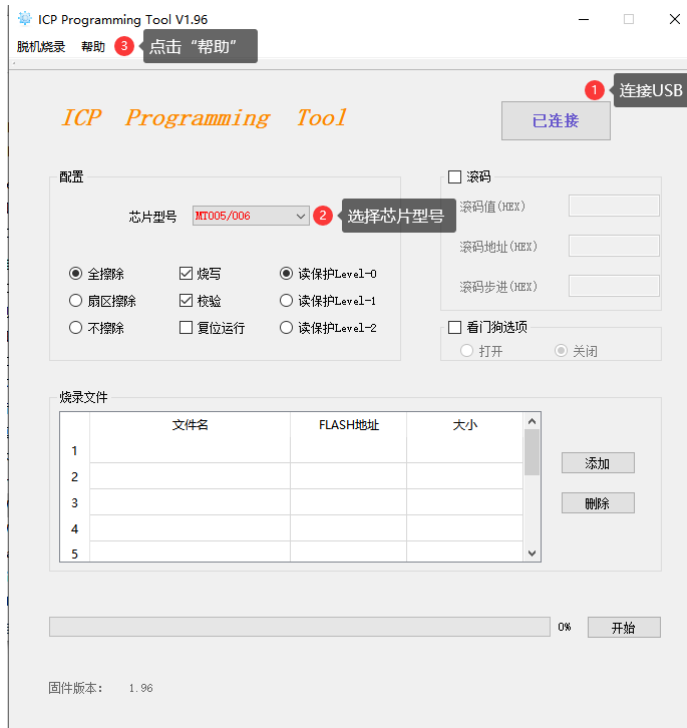 ICP Programming Tool V1.96
脱机烧录 帮助 3 点击“帮助”
1 连接USB
ICP Programming Tool
已连接
配置
芯片型号 MT005/006 2 选择芯片型号
全擦除 烧写 读保护Level-0
扇区擦除 校验 读保护Level-1
不擦除 复位运行 读保护Level-2
滚码
滚码值(HEX)
滚码地址(HEX)
滚码步进(HEX)
看门狗选项
打开 关闭
烧录文件
文件名 FLASH地址 大小
1
2
3
4
5
添加
删除
0% 开始
固件版本: 1.96